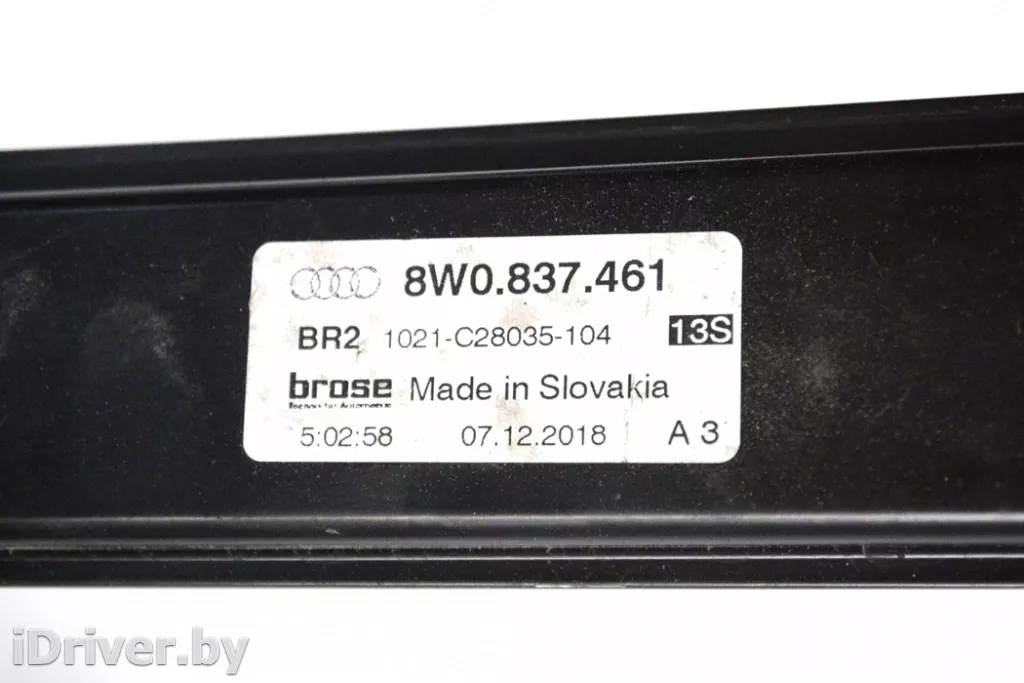 8W0.837.461
BR2 1021-C28035-104 13S
brose Made in Slovakia
5:02:58 07.12.2018 A 3
iDriver.by